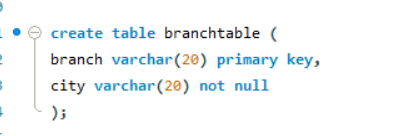 create table branchtable (
branch varchar(20) primary key,
city varchar(20) not null
);